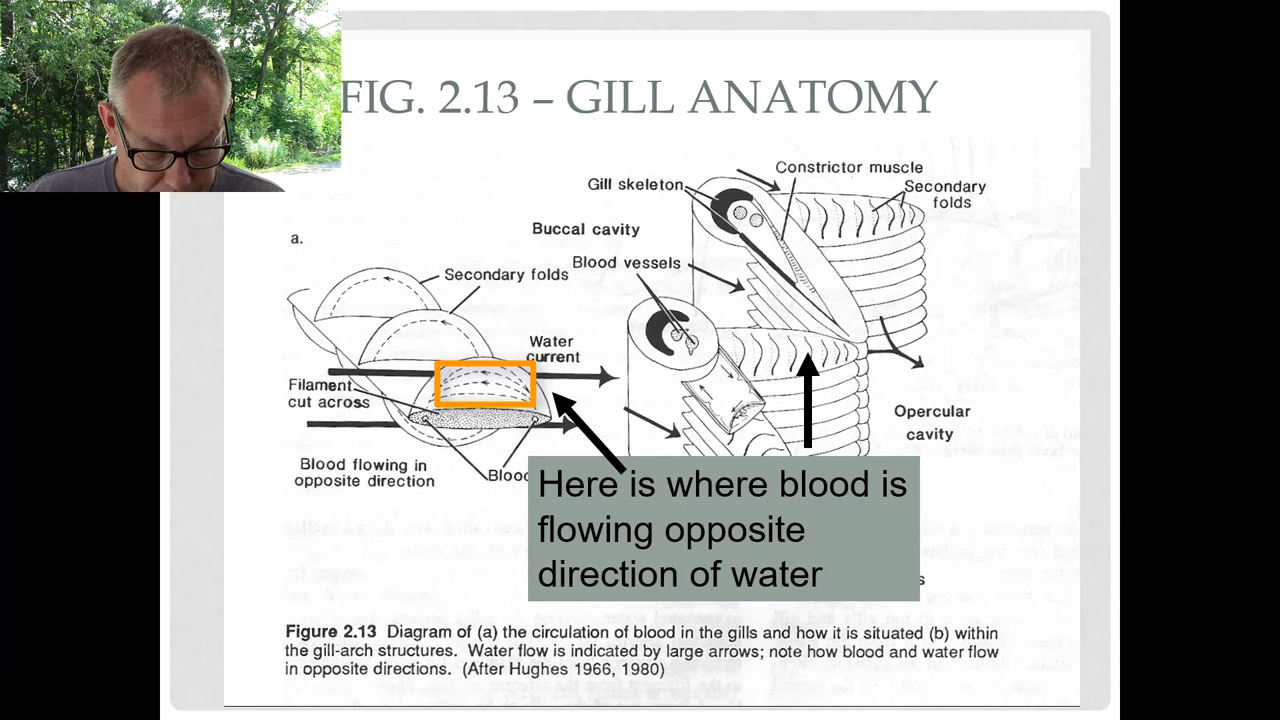 FIG. 2.13 – GILL ANATOMY
Constrictor muscle
Gill skeleton
Secondary
folds
Buccal cavity
a.
Blood vessels
Secondary folds
Water
current
Filament
cut across
Opercular
cavity
Blood flowing in
opposite direction
Here is where blood is
flowing opposite
direction of water
Figure 2.13 Diagram of (a) the circulation of blood in the gills and how it is situated (b) within
the gill-arch structures. Water flow is indicated by large arrows; note how blood and water flow
in opposite directions. (After Hughes 1966, 1980)